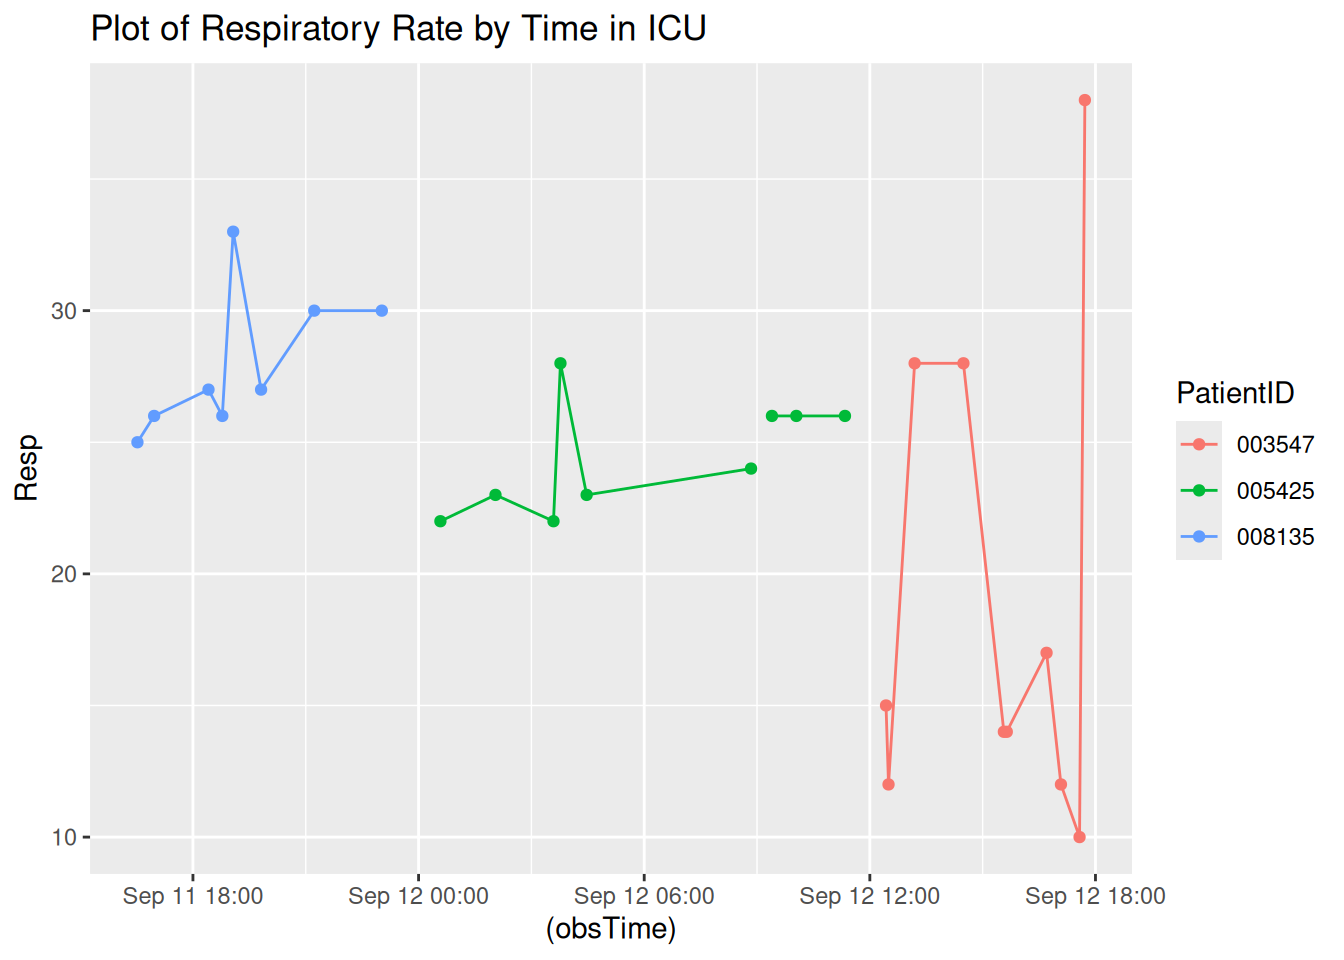 Plot of Respiratory Rate by Time in ICU
Resp
30
20
10
Sep 11 18:00
Sep 12 00:00
Sep 12 06:00
Sep 12 12:00
Sep 12 18:00
(obsTime)
PatientID
003547
005425
008135